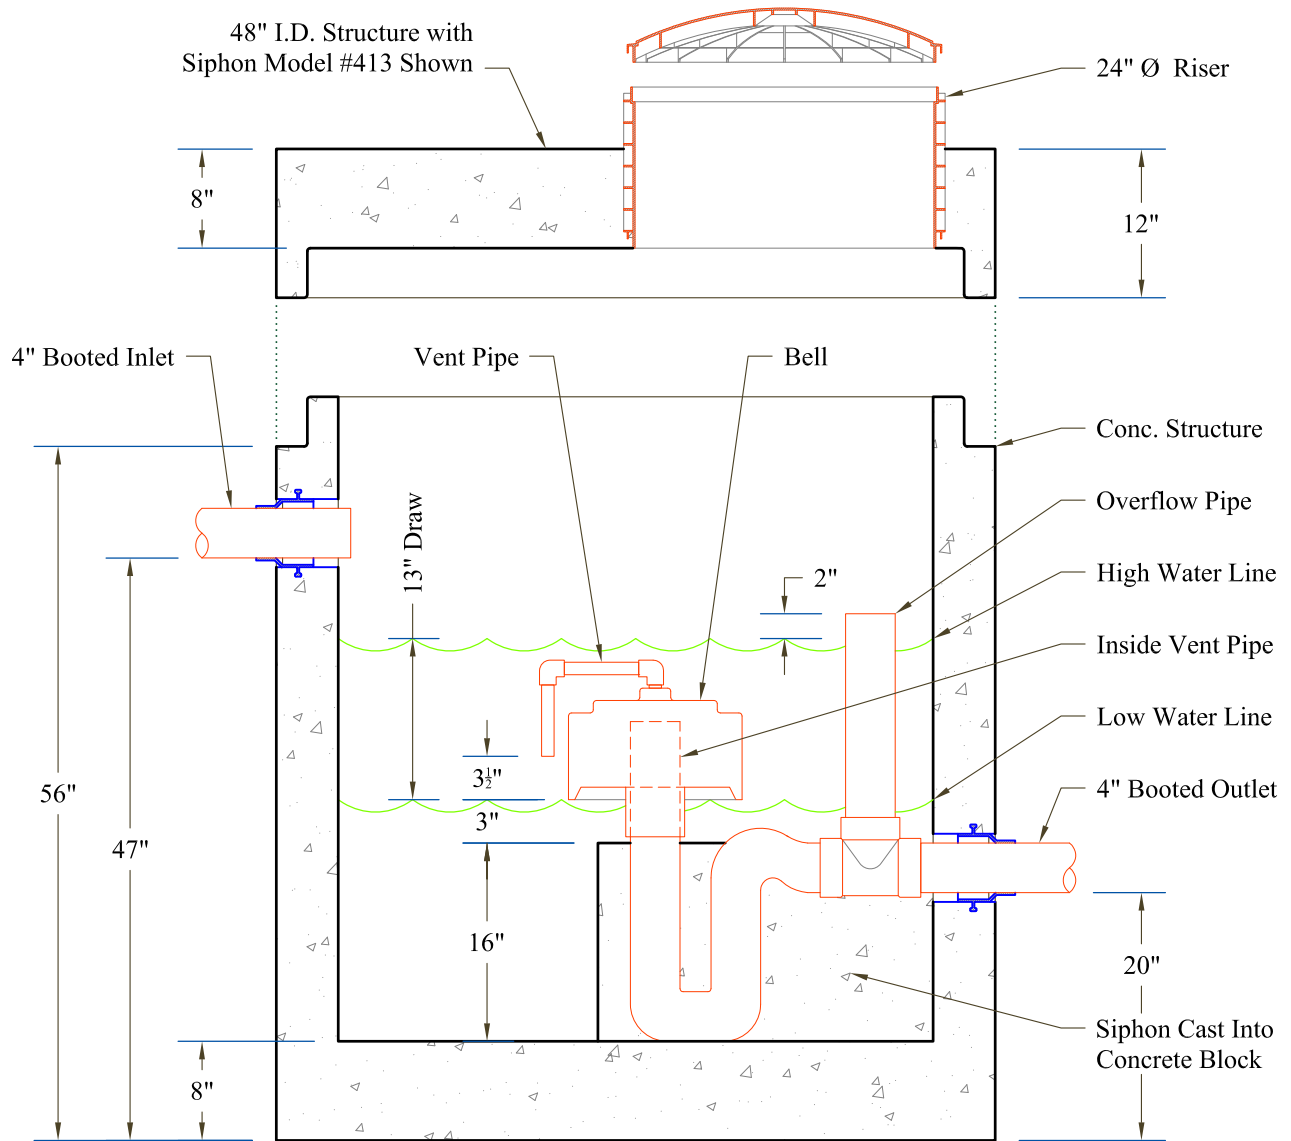 48" I.D. Structure with
Siphon Model #413 Shown
24" Ø Riser
8"
12"
4" Booted Inlet
Vent Pipe
Bell
Conc. Structure
Overflow Pipe
13" Draw
2"
High Water Line
Inside Vent Pipe
Low Water Line
3½"
56"
4" Booted Outlet
3"
47"
16"
20"
Siphon Cast Into
Concrete Block
8"